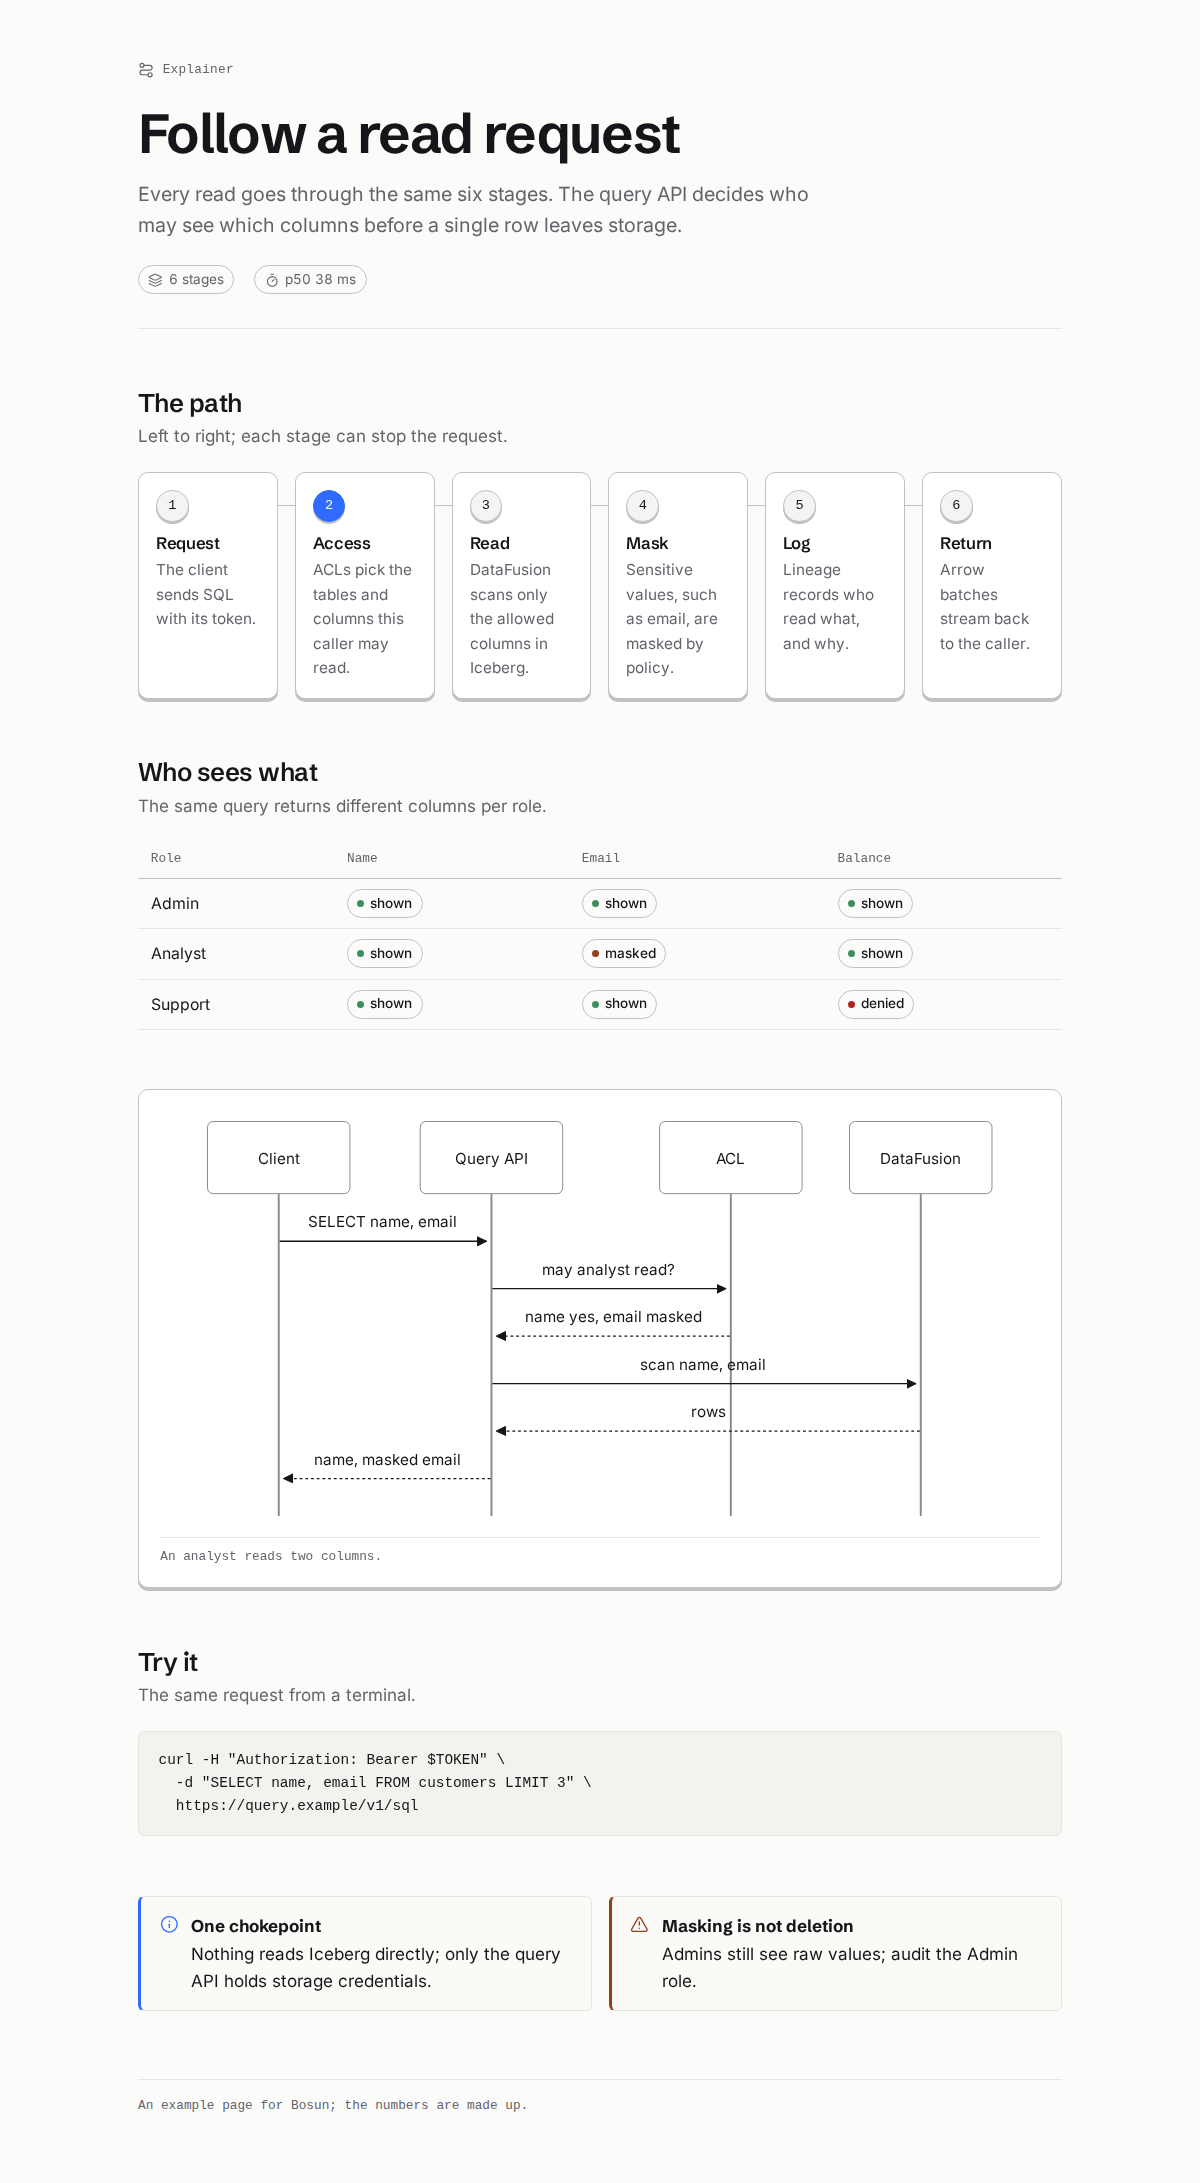 Explainer
Follow a read request
Every read goes through the same six stages. The query API decides who
may see which columns before a single row leaves storage.
6 stages
p50 38 ms
The path
Left to right; each stage can stop the request.
1
Request
The client
sends SQL
with its token.
2
Access
ACLs pick the
tables and
columns this
caller may
read.
3
Read
DataFusion
scans only
the allowed
columns in
Iceberg.
4
Mask
Sensitive
values, such
as email, are
masked by
policy.
5
Log
Lineage
records who
read what,
and why.
6
Return
Arrow
batches
stream back
to the caller.
Who sees what
The same query returns different columns per role.
Role Name Email Balance
Admin shown shown shown
Analyst shown masked shown
Support shown shown denied
Client Query API ACL DataFusion
SELECT name, email
may analyst read?
name yes, email masked
scan name, email
rows
name, masked email
An analyst reads two columns.
Try it
The same request from a terminal.
curl -H "Authorization: Bearer $TOKEN" \
-d "SELECT name, email FROM customers LIMIT 3" \
https://query.example/v1/sql
One chokepoint
Nothing reads Iceberg directly; only the query
API holds storage credentials.
Masking is not deletion
Admins still see raw values; audit the Admin
role.
An example page for Bosun; the numbers are made up.